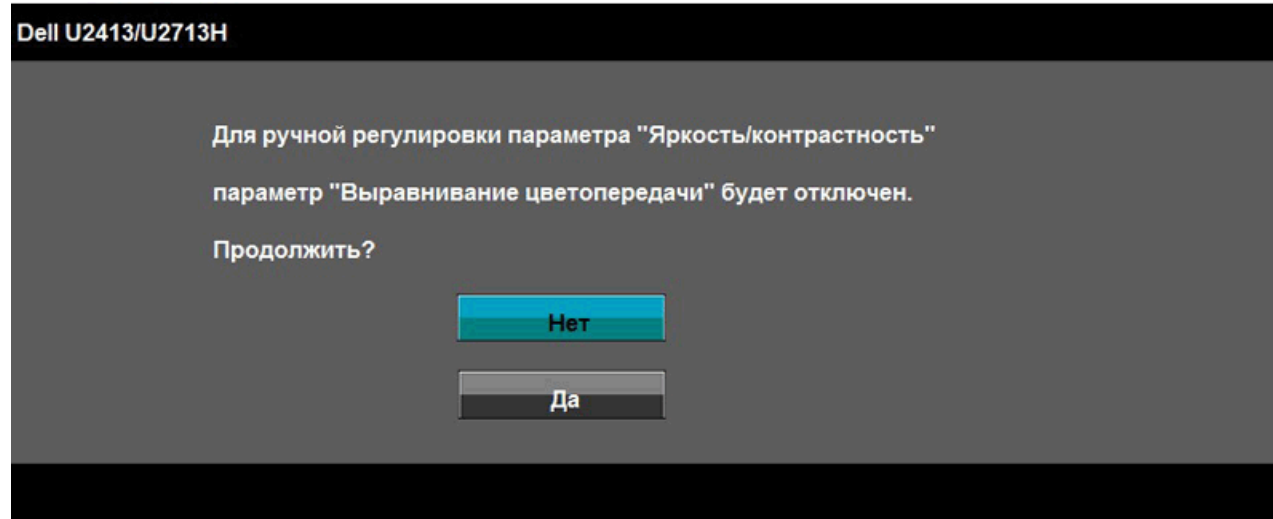 Dell U2413/U2713H
Для ручной регулировки параметра "Яркость/контрастность"
параметр "Выравнивание цветопередачи" будет отключен.
Продолжить?
Нет
Да